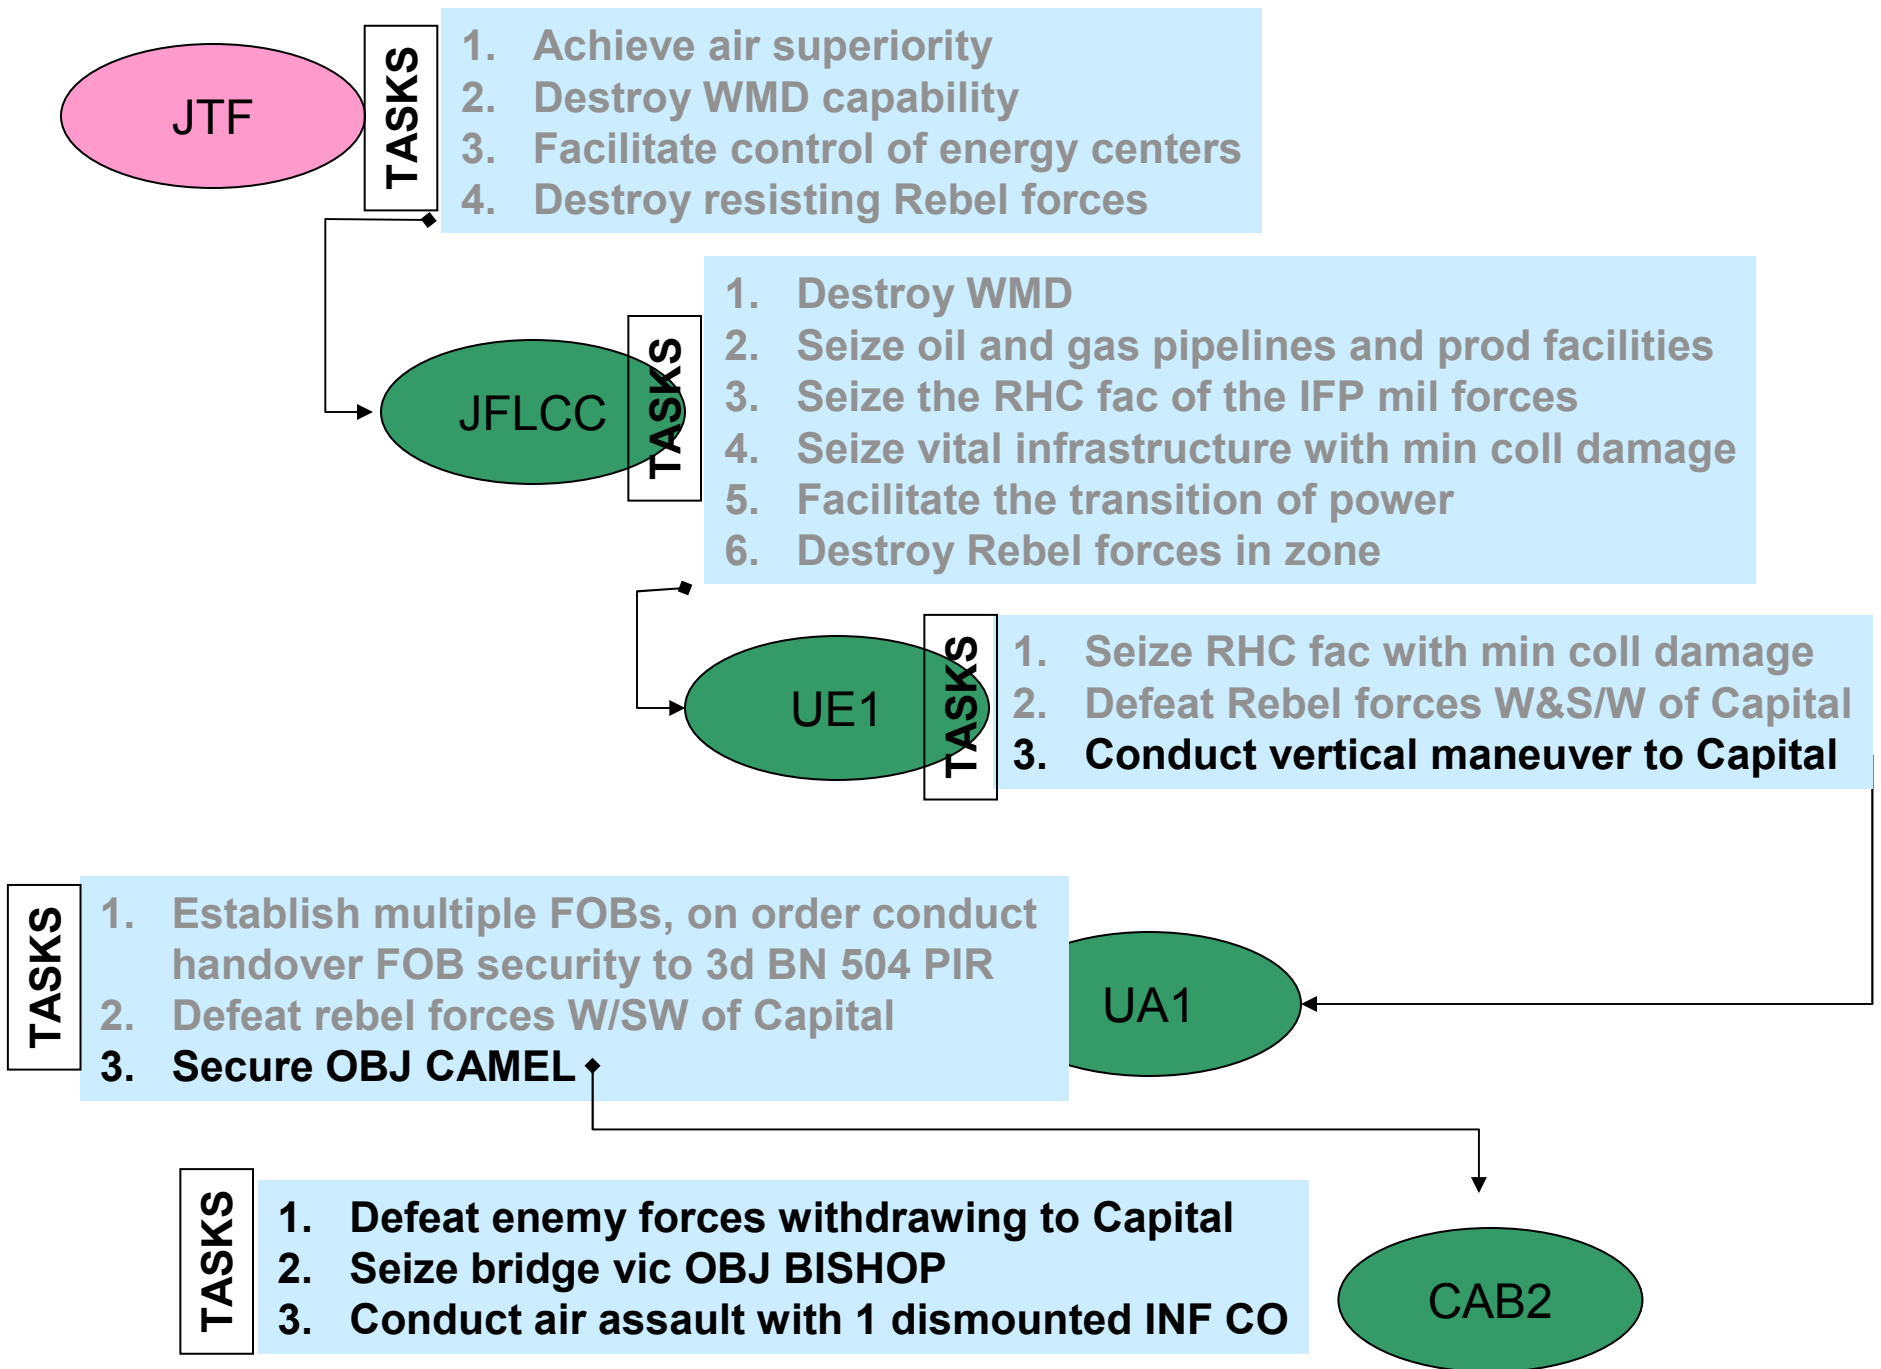 JTF
TASKS
1. Achieve air superiority
2. Destroy WMD capability
3. Facilitate control of energy centers
4. Destroy resisting Rebel forces
JFLCC
TASKS
1. Destroy WMD
2. Seize oil and gas pipelines and prod facilities
3. Seize the RHC fac of the IFP mil forces
4. Seize vital infrastructure with min coll damage
5. Facilitate the transition of power
6. Destroy Rebel forces in zone
UE1
TASKS
1. Seize RHC fac with min coll damage
2. Defeat Rebel forces W&S/W of Capital
3. Conduct vertical maneuver to Capital
TASKS
1. Establish multiple FOBs, on order conduct
handover FOB security to 3d BN 504 PIR
2. Defeat rebel forces W/SW of Capital
3. Secure OBJ CAMEL
UA1
TASKS
1. Defeat enemy forces withdrawing to Capital
2. Seize bridge vic OBJ BISHOP
3. Conduct air assault with 1 dismounted INF CO
CAB2